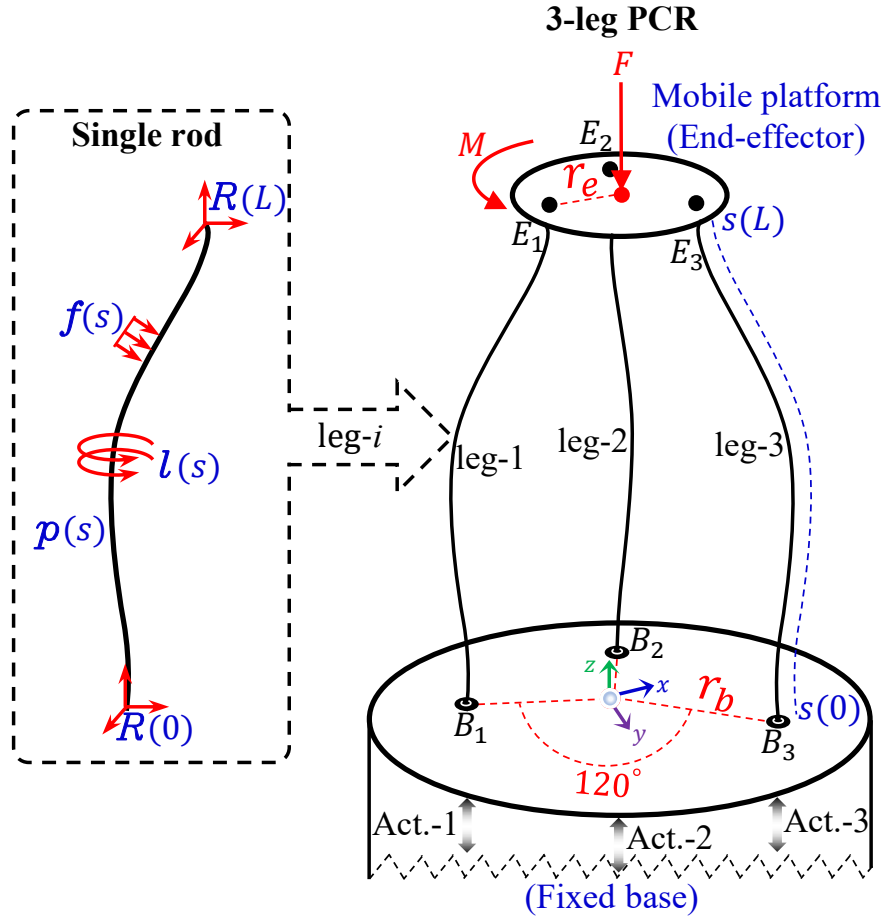 3-leg PCR
F
Mobile platform
(End-effector)
Single rod
M
E₂
rₑ
R(L)
E₁
E₃
s(L)
f(s)
leg-i
leg-1
leg-2
leg-3
l(s)
p(s)
B₂
z
x
r_b
R(0)
B₁
y
B₃
s(0)
120°
Act.-1
Act.-2
Act.-3
(Fixed base)